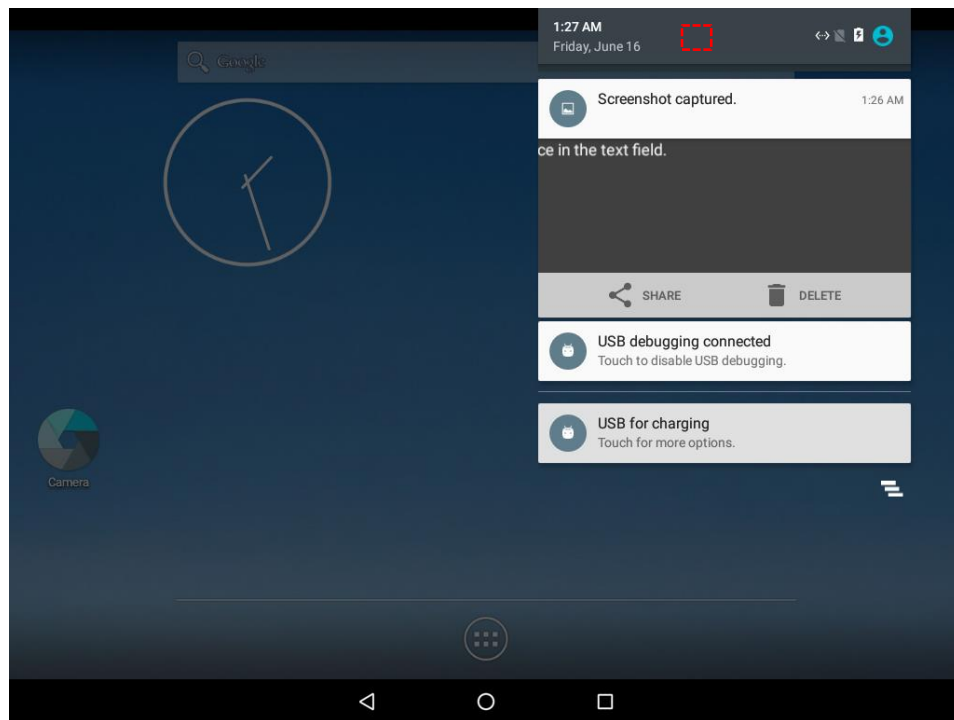 1:27 AM
Friday, June 16
Google
Screenshot captured.
1:26 AM
ce in the text field.
SHARE
DELETE
USB debugging connected
Touch to disable USB debugging.
USB for charging
Touch for more options.
Camera